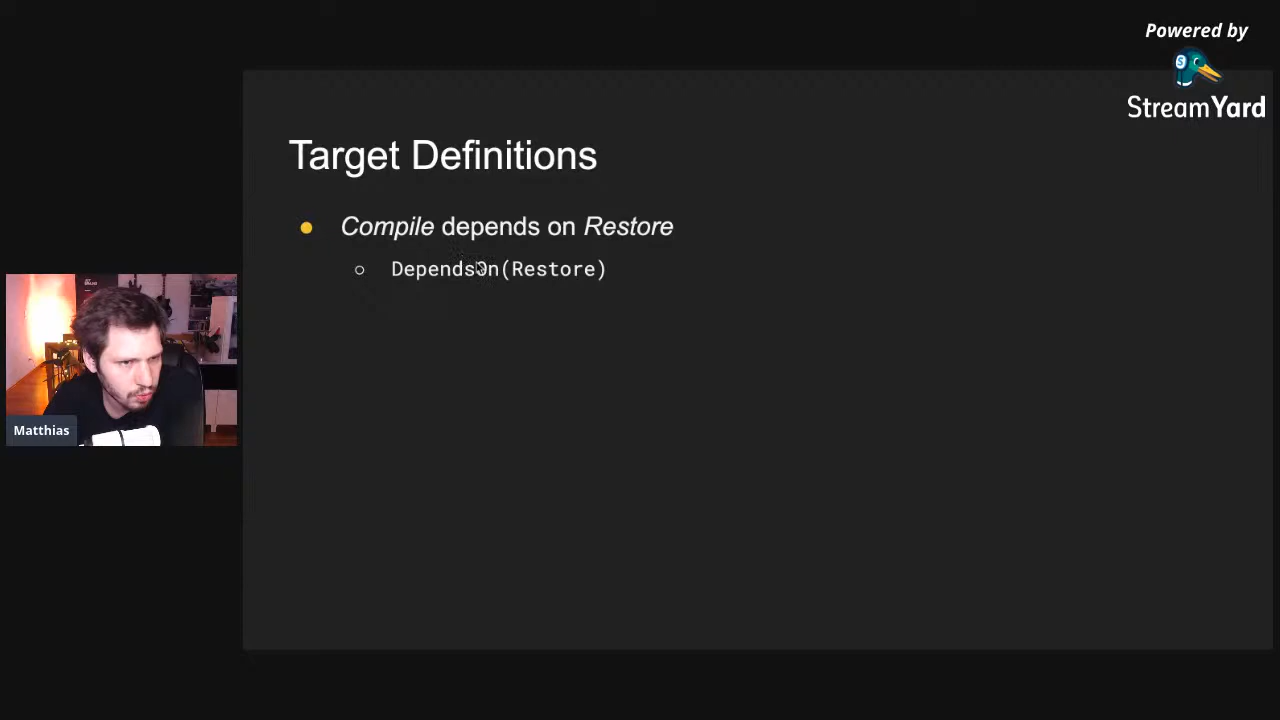 Powered by
StreamYard
Target Definitions
Compile depends on Restore
DependsOn(Restore)
Matthias